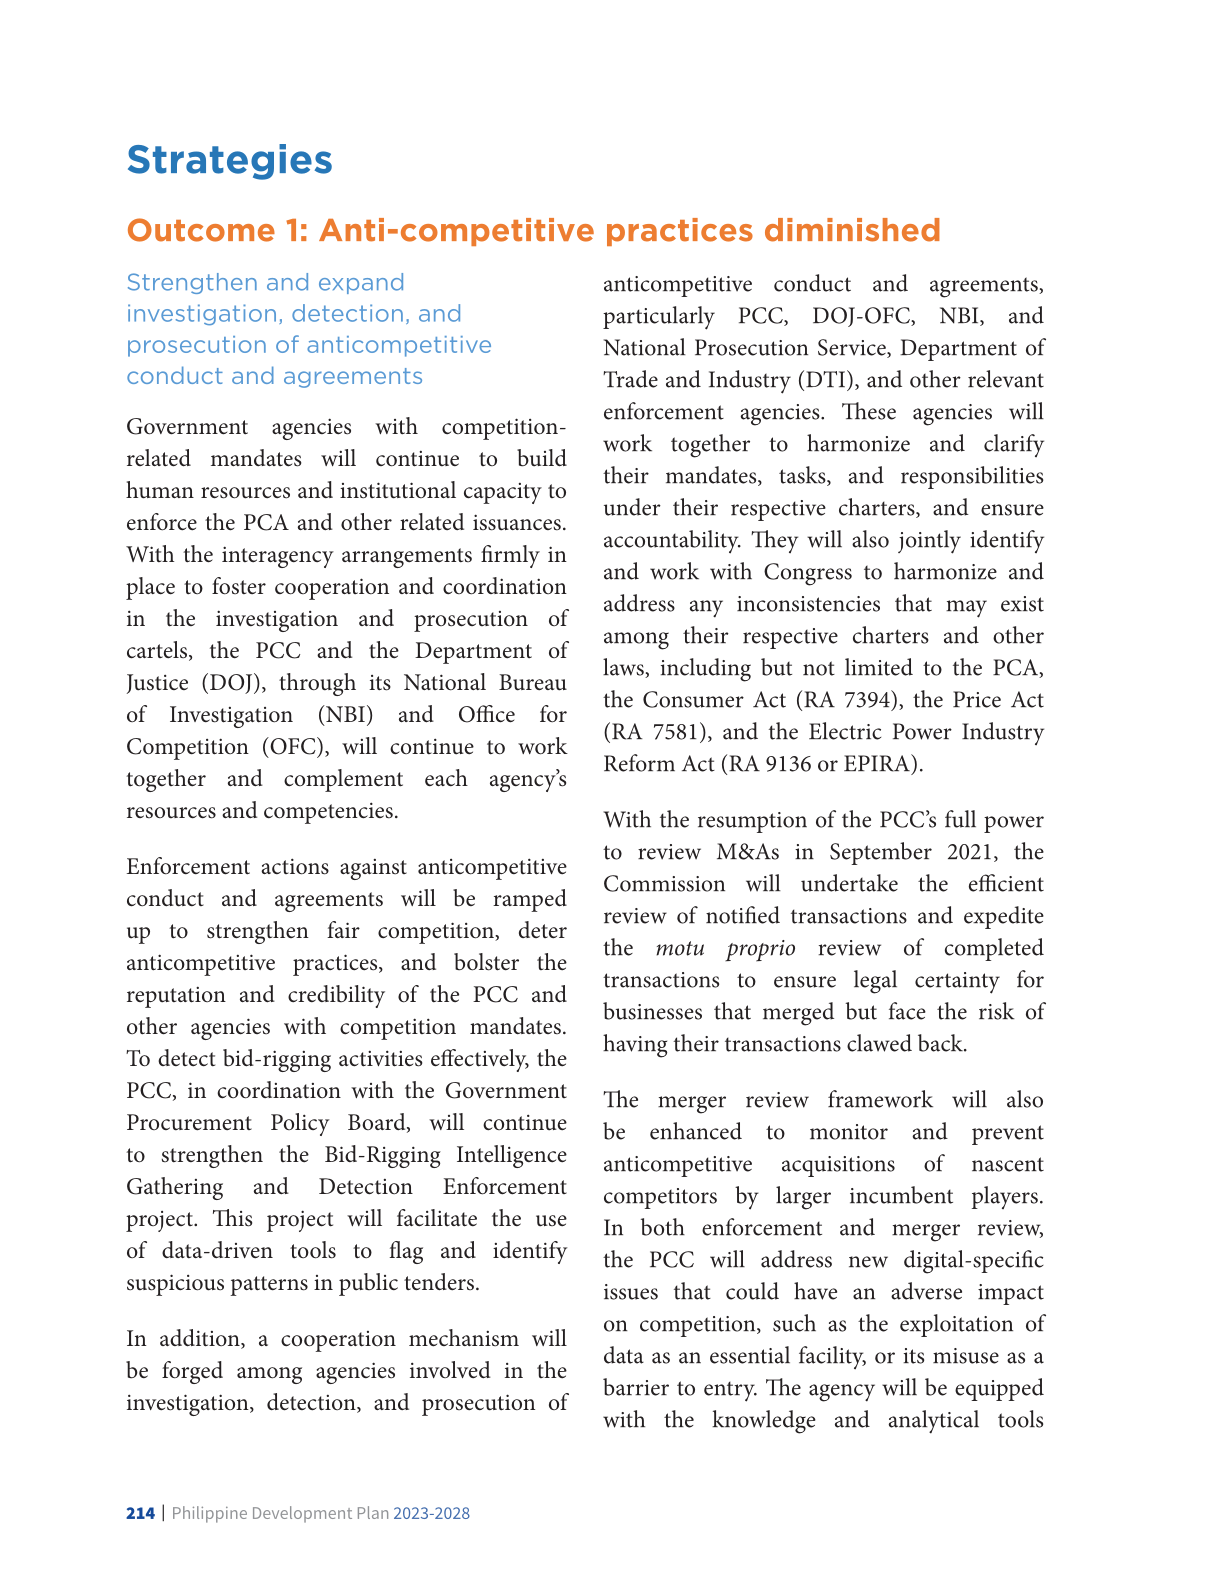 Strategies
Outcome 1: Anti-competitive practices diminished
Strengthen and expand
investigation, detection, and
prosecution of anticompetitive
conduct and agreements
Government agencies with competition-
related mandates will continue to build
human resources and institutional capacity to
enforce the PCA and other related issuances.
With the interagency arrangements firmly in
place to foster cooperation and coordination
in the investigation and prosecution of
cartels, the PCC and the Department of
Justice (DOJ), through its National Bureau
of Investigation (NBI) and Office for
Competition (OFC), will continue to work
together and complement each agency’s
resources and competencies.
Enforcement actions against anticompetitive
conduct and agreements will be ramped
up to strengthen fair competition, deter
anticompetitive practices, and bolster the
reputation and credibility of the PCC and
other agencies with competition mandates.
To detect bid-rigging activities effectively, the
PCC, in coordination with the Government
Procurement Policy Board, will continue
to strengthen the Bid-Rigging Intelligence
Gathering and Detection Enforcement
project. This project will facilitate the use
of data-driven tools to flag and identify
suspicious patterns in public tenders.
In addition, a cooperation mechanism will
be forged among agencies involved in the
investigation, detection, and prosecution of
anticompetitive conduct and agreements,
particularly PCC, DOJ-OFC, NBI, and
National Prosecution Service, Department of
Trade and Industry (DTI), and other relevant
enforcement agencies. These agencies will
work together to harmonize and clarify
their mandates, tasks, and responsibilities
under their respective charters, and ensure
accountability. They will also jointly identify
and work with Congress to harmonize and
address any inconsistencies that may exist
among their respective charters and other
laws, including but not limited to the PCA,
the Consumer Act (RA 7394), the Price Act
(RA 7581), and the Electric Power Industry
Reform Act (RA 9136 or EPIRA).
With the resumption of the PCC’s full power
to review M&As in September 2021, the
Commission will undertake the efficient
review of notified transactions and expedite
the motu proprio review of completed
transactions to ensure legal certainty for
businesses that merged but face the risk of
having their transactions clawed back.
The merger review framework will also
be enhanced to monitor and prevent
anticompetitive acquisitions of nascent
competitors by larger incumbent players.
In both enforcement and merger review,
the PCC will address new digital-specific
issues that could have an adverse impact
on competition, such as the exploitation of
data as an essential facility, or its misuse as a
barrier to entry. The agency will be equipped
with the knowledge and analytical tools
214 | Philippine Development Plan 2023-2028